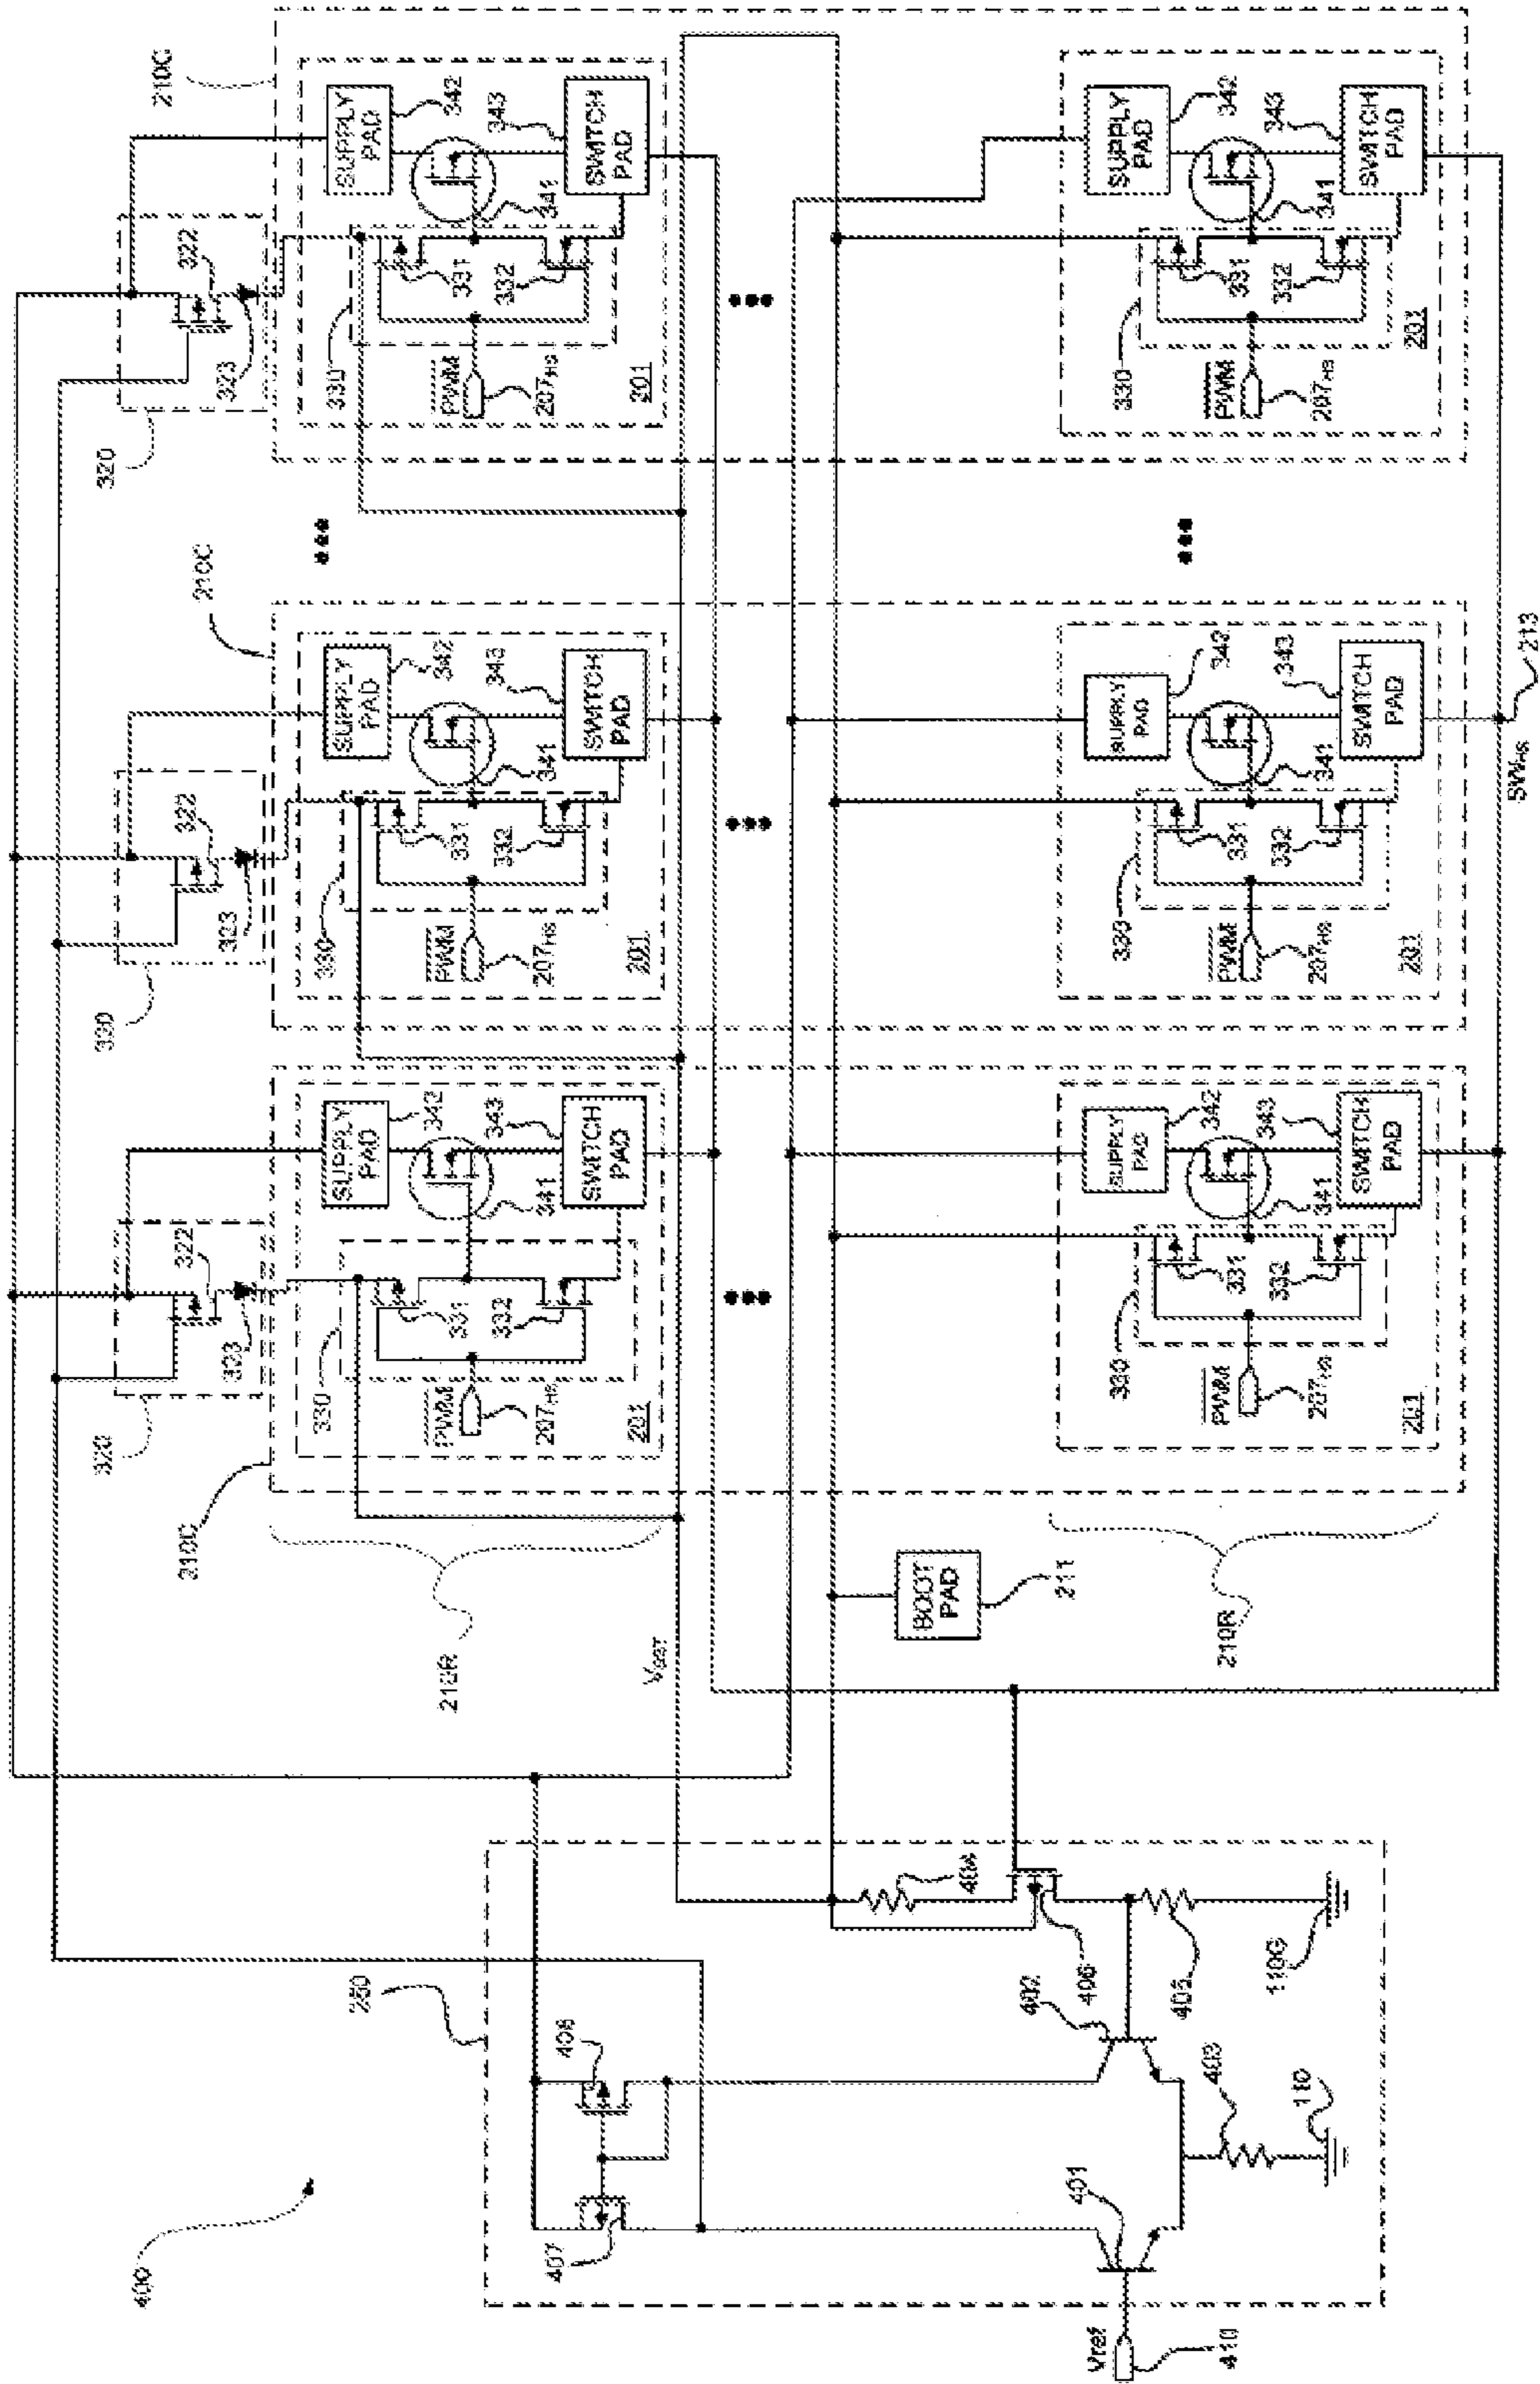 400
250
407
408
401
402
403
404
405
406
110
110G
Vref
410
V_BST
BOOT PAD
211
210R
210R
210C
320
322
323
330
331
332
PWM
207HS
201
SUPPLY PAD
342
341
343
SWITCH PAD
330
331
332
PWM
207HS
201
SUPPLY PAD
342
341
343
SWITCH PAD
210C
330
322
323
330
331
332
PWM
207HS
201
SUPPLY PAD
342
341
343
SWITCH PAD
330
331
332
PWM
207HS
201
SUPPLY PAD
342
341
343
SWITCH PAD
210C
320
322
323
330
331
332
PWM
207HS
201
SUPPLY PAD
342
341
343
SWITCH PAD
330
331
332
PWM
207HS
201
SUPPLY PAD
342
341
343
SWITCH PAD
SWHS
213